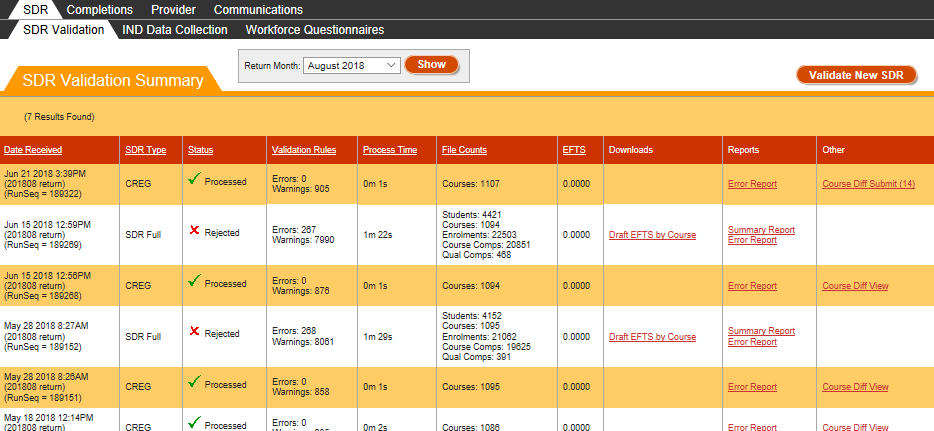 SDR Completions Provider Communications
SDR Validation IND Data Collection Workforce Questionnaires
Return Month: August 2018 Show
SDR Validation Summary
Validate New SDR
(7 Results Found)
Date Received SDR Type Status Validation Rules Process Time File Counts EFTS Downloads Reports Other
Jun 21 2018 3:39PM
(201808 return)
(RunSeq = 189322)
CREG
Processed
Errors: 0
Warnings: 905
0m 1s
Courses: 1107
0.0000
Error Report
Course Diff Submit (14)
Jun 15 2018 12:59PM
(201808 return)
(RunSeq = 189269)
SDR Full
Rejected
Errors: 267
Warnings: 7990
1m 22s
Students: 4421
Courses: 1094
Enrolments: 22503
Course Comps: 20851
Qual Comps: 468
0.0000
Draft EFTS by Course
Summary Report
Error Report
Jun 15 2018 12:56PM
(201808 return)
(RunSeq = 189268)
CREG
Processed
Errors: 0
Warnings: 876
0m 1s
Courses: 1094
0.0000
Error Report
Course Diff View
May 28 2018 8:27AM
(201808 return)
(RunSeq = 189152)
SDR Full
Rejected
Errors: 268
Warnings: 8061
1m 29s
Students: 4152
Courses: 1095
Enrolments: 21062
Course Comps: 19625
Qual Comps: 391
0.0000
Draft EFTS by Course
Summary Report
Error Report
May 28 2018 8:26AM
(201808 return)
(RunSeq = 189151)
CREG
Processed
Errors: 0
Warnings: 858
0m 1s
Courses: 1095
0.0000
Error Report
Course Diff View
May 18 2018 12:14PM
(201808 return)
CREG
Processed
Errors: 0
0m 2s
Courses: 1086
0.0000
Error Report
Course Diff View